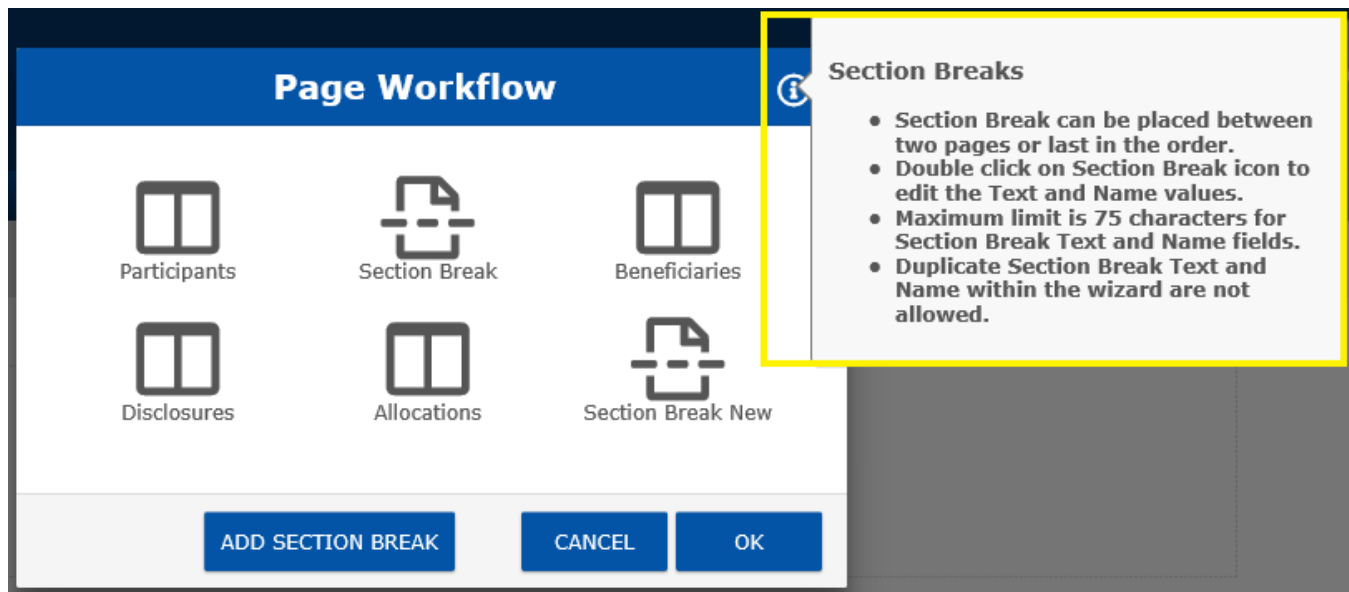 Page Workflow
Section Breaks
● Section Break can be placed between
two pages or last in the order.
● Double click on Section Break icon to
edit the Text and Name values.
● Maximum limit is 75 characters for
Section Break Text and Name fields.
● Duplicate Section Break Text and
Name within the wizard are not
allowed.
Participants
Section Break
Beneficiaries
Disclosures
Allocations
Section Break New
ADD SECTION BREAK
CANCEL
OK